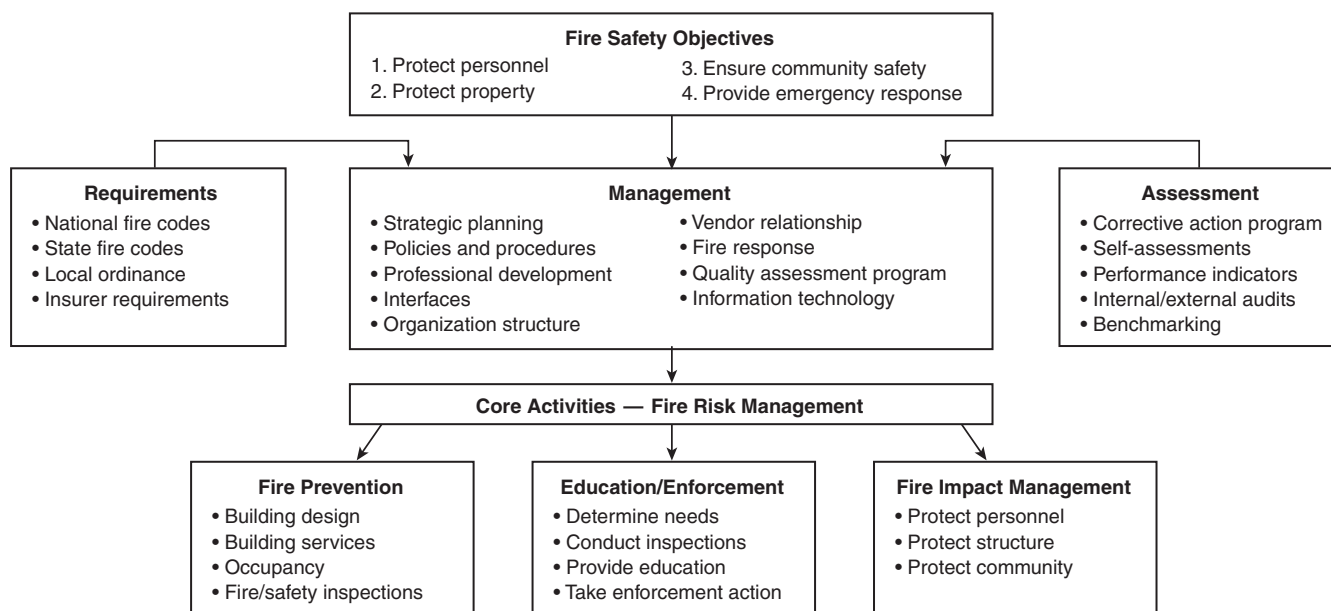 Fire Safety Objectives
1. Protect personnel
2. Protect property
3. Ensure community safety
4. Provide emergency response
Requirements
• National fire codes
• State fire codes
• Local ordinance
• Insurer requirements
Management
• Strategic planning
• Policies and procedures
• Professional development
• Interfaces
• Organization structure
• Vendor relationship
• Fire response
• Quality assessment program
• Information technology
Assessment
• Corrective action program
• Self-assessments
• Performance indicators
• Internal/external audits
• Benchmarking
Core Activities — Fire Risk Management
Fire Prevention
• Building design
• Building services
• Occupancy
• Fire/safety inspections
Education/Enforcement
• Determine needs
• Conduct inspections
• Provide education
• Take enforcement action
Fire Impact Management
• Protect personnel
• Protect structure
• Protect community